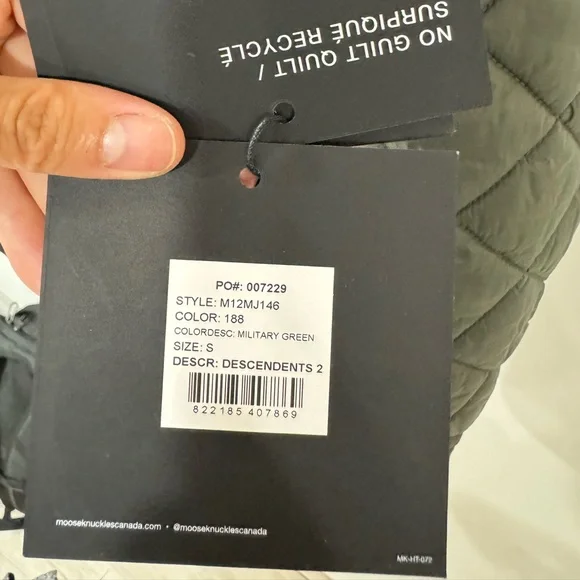 NO GUILT QUILT /
SURPIQUÉ RECYCLÉ
PO#: 007229
STYLE: M12MJ146
COLOR: 188
COLORDESC: MILITARY GREEN
SIZE: S
DESCR: DESCENDENTS 2
822185 407869
mooseknucklescanada.com • @mooseknucklescanada
MK-HT-072